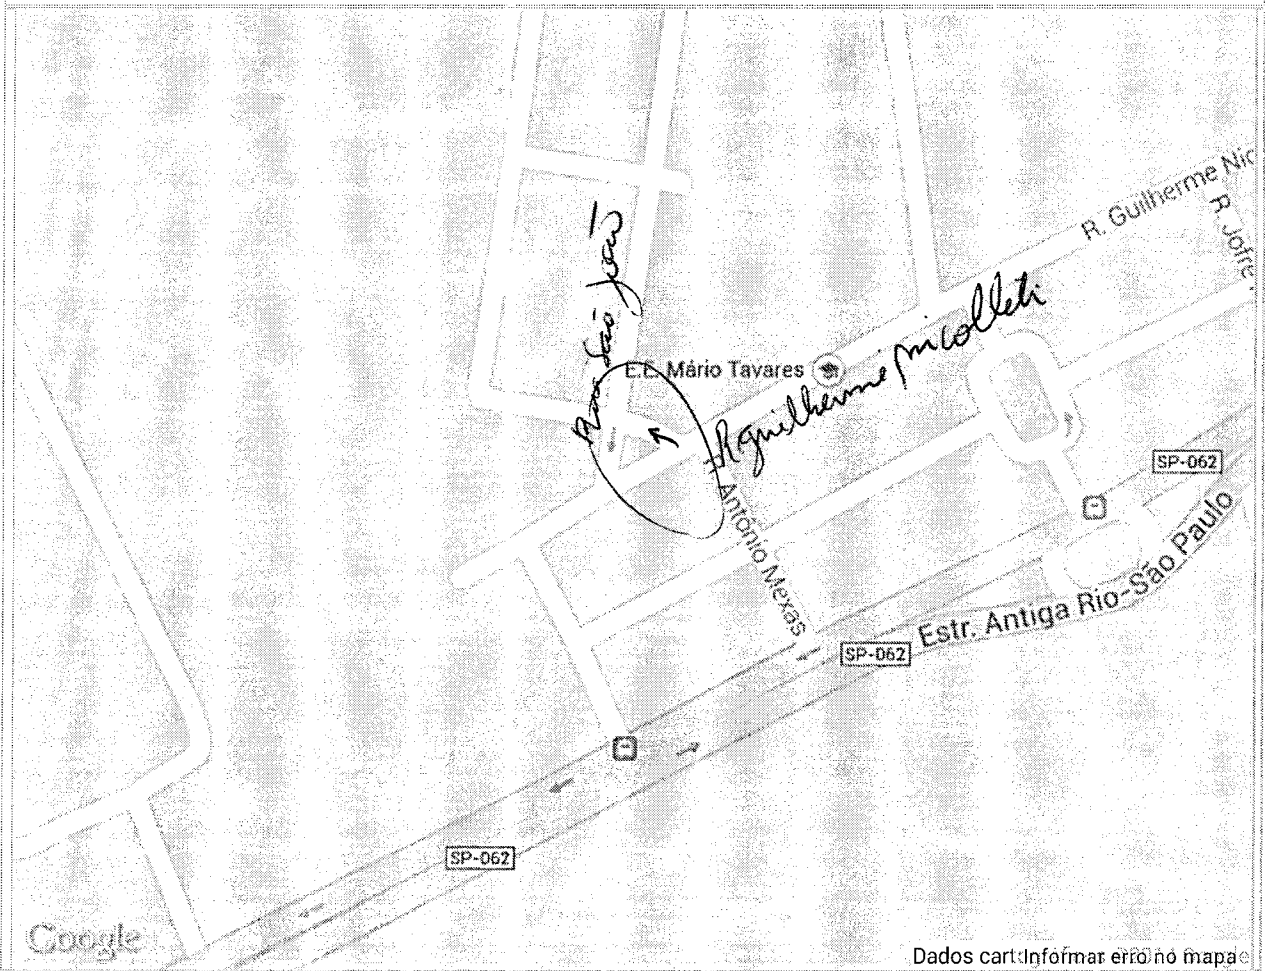 R. Guilherme Nic
R. Jofre
Rua São João
E.E. Mário Tavares
R guilherme nicolleti
R. Antônio Mexas
SP-062
Estr. Antiga Rio-São Paulo
SP-062
SP-062
Google
Dados cart Informar erro no mapa